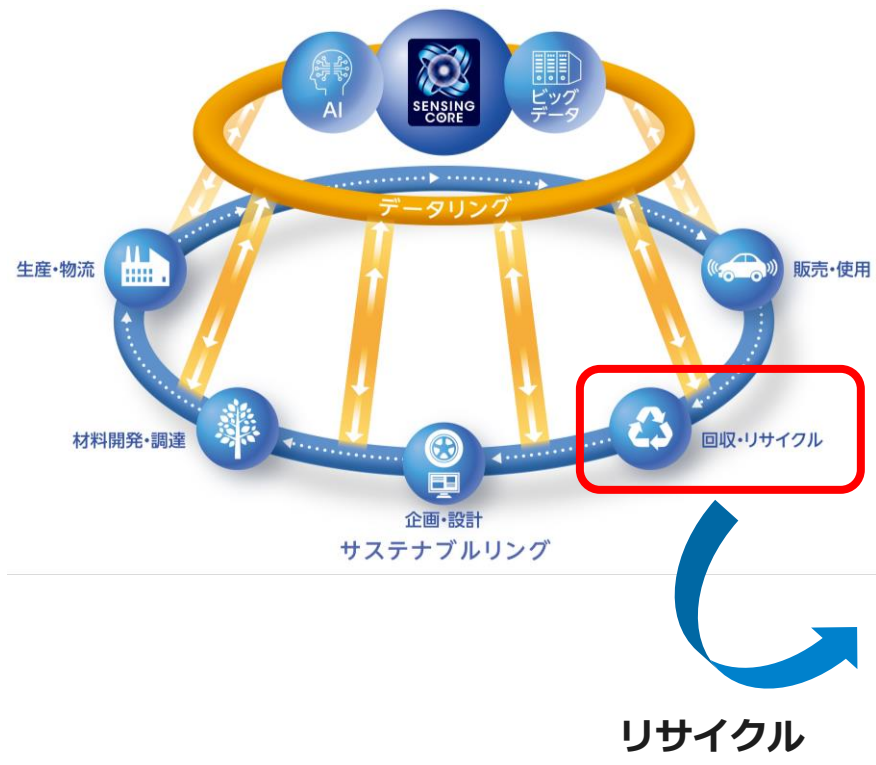 AI
SENSING
CORE
ビッグ
データ
データリング
生産・物流
販売・使用
材料開発・調達
回収・リサイクル
企画・設計
サステナブルリング
リサイクル